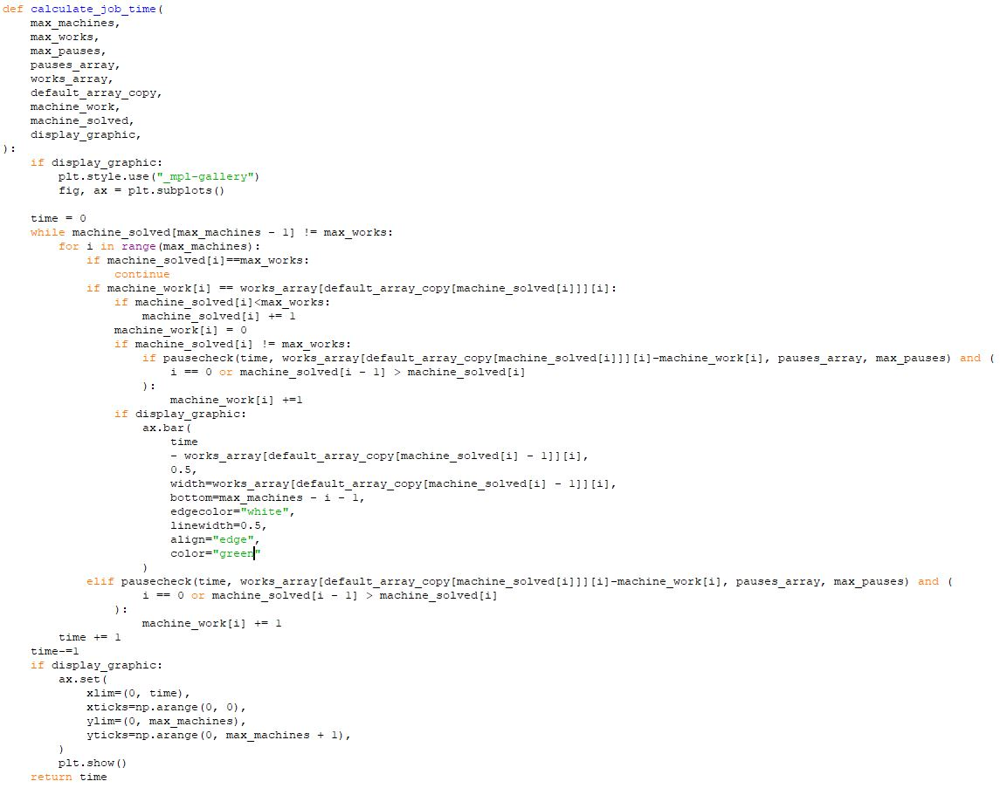 def calculate_job_time(
    max_machines,
    max_works,
    max_pauses,
    pauses_array,
    works_array,
    default_array_copy,
    machine_work,
    machine_solved,
    display_graphic,
):
    if display_graphic:
        plt.style.use("_mpl-gallery")
        fig, ax = plt.subplots()

    time = 0
    while machine_solved[max_machines - 1] != max_works:
        for i in range(max_machines):
            if machine_solved[i]==max_works:
                continue
            if machine_work[i] == works_array[default_array_copy[machine_solved[i]]][i]:
                if machine_solved[i]<max_works:
                    machine_solved[i] += 1
                machine_work[i] = 0
                if machine_solved[i] != max_works:
                    if pausecheck(time, works_array[default_array_copy[machine_solved[i]]][i]-machine_work[i], pauses_array, max_pauses) and (
                        i == 0 or machine_solved[i - 1] > machine_solved[i]
                    ):
                        machine_work[i] +=1
                if display_graphic:
                    ax.bar(
                        time
                        - works_array[default_array_copy[machine_solved[i] - 1]][i],
                        0.5,
                        width=works_array[default_array_copy[machine_solved[i] - 1]][i],
                        bottom=max_machines - i - 1,
                        edgecolor="white",
                        linewidth=0.5,
                        align="edge",
                        color="green"
                    )
            elif pausecheck(time, works_array[default_array_copy[machine_solved[i]]][i]-machine_work[i], pauses_array, max_pauses) and (
                    i == 0 or machine_solved[i - 1] > machine_solved[i]
                ):
                    machine_work[i] += 1
        time += 1
    time-=1
    if display_graphic:
        ax.set(
            xlim=(0, time),
            xticks=np.arange(0, 0),
            ylim=(0, max_machines),
            yticks=np.arange(0, max_machines + 1),
        )
        plt.show()
    return time